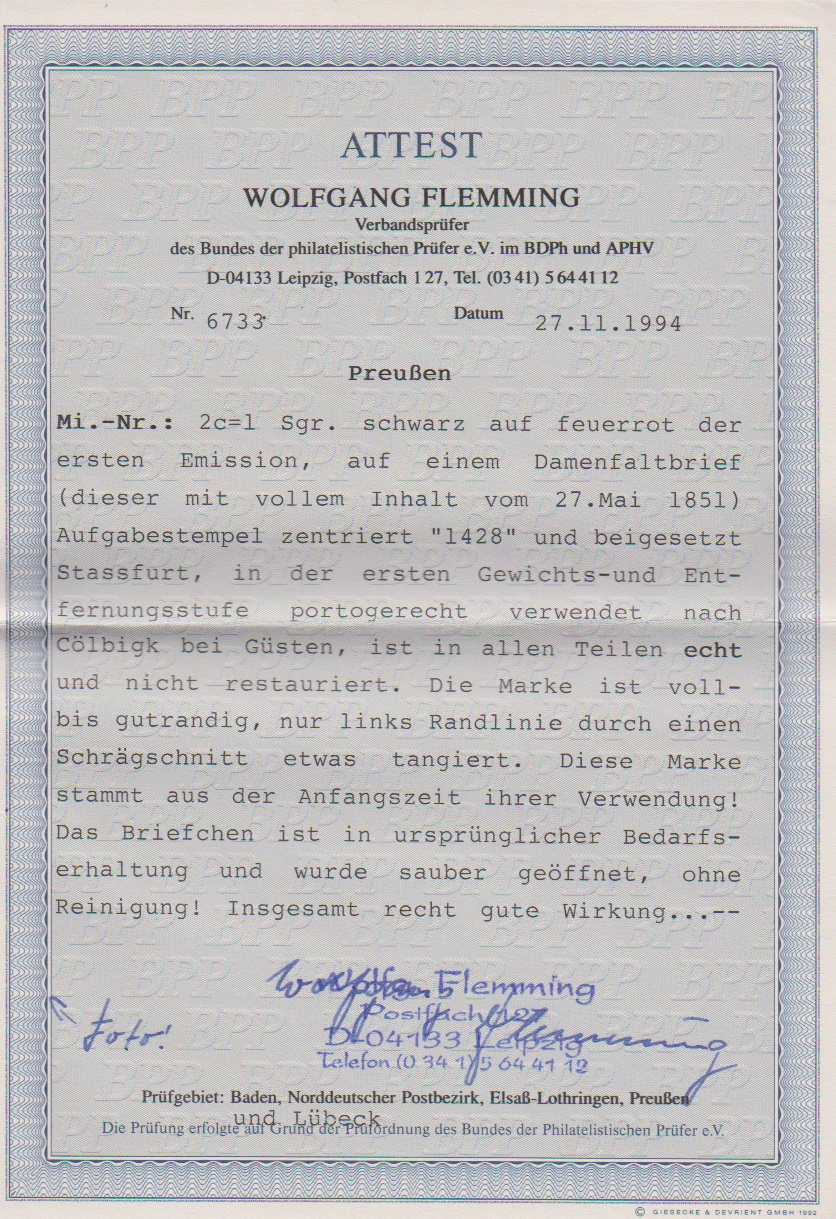 ATTEST
WOLFGANG FLEMMING
Verbandsprüfer
des Bundes der philatelistischen Prüfer e.V. im BDPh und APHV
D-04133 Leipzig, Postfach 1 27, Tel. (03 41) 5 64 41 12
Nr. 6733 Datum 27.11.1994
Preußen
Mi.-Nr.: 2c=1 Sgr. schwarz auf feuerrot der
ersten Emission, auf einem Damenfaltbrief
(dieser mit vollem Inhalt vom 27.Mai 1851)
Aufgabestempel zentriert "1428" und beigesetzt
Stassfurt, in der ersten Gewichts-und Ent-
fernungsstufe portogerecht verwendet nach
Cölbigk bei Güsten, ist in allen Teilen echt
und nicht restauriert. Die Marke ist voll-
bis gutrandig, nur links Randlinie durch einen
Schrägschnitt etwas tangiert. Diese Marke
stammt aus der Anfangszeit ihrer Verwendung!
Das Briefchen ist in ursprünglicher Bedarfs-
erhaltung und wurde sauber geöffnet, ohne
Reinigung! Insgesamt recht gute Wirkung...--
Flemming
Postfach 127
D-04133 Leipzig
Telefon (0 34 1) 5 64 41 12
Foto!
Prüfgebiet: Baden, Norddeutscher Postbezirk, Elsaß-Lothringen, Preußen
und Lübeck
Die Prüfung erfolgte auf Grund der Prüfordnung des Bundes der Philatelistischen Prüfer e.V.
© GIESECKE & DEVRIENT GMBH 1992